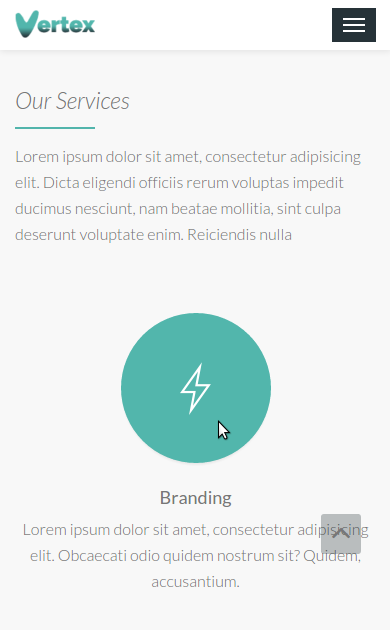 Vertex
Our Services
Lorem ipsum dolor sit amet, consectetur adipisicing
elit. Dicta eligendi officiis rerum voluptas impedit
ducimus nesciunt, nam beatae mollitia, sint culpa
deserunt voluptate enim. Reiciendis nulla
Branding
Lorem ipsum dolor sit amet, consectetur adipisicing
elit. Obcaecati odio quidem nostrum sit? Quidem,
accusantium.